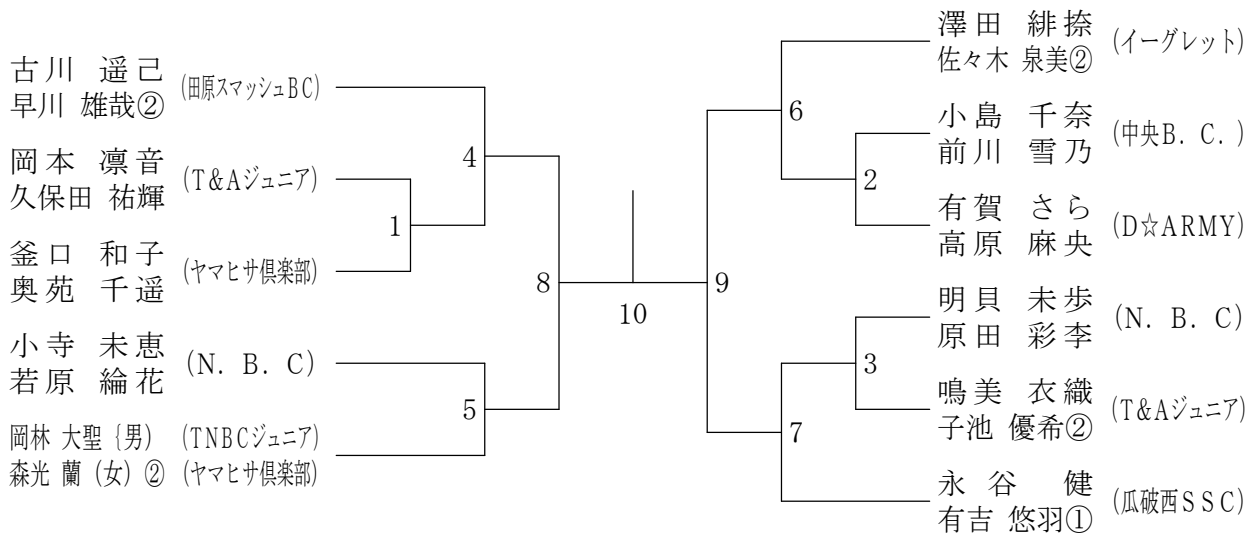 古川 遥己
早川 雄哉②
(田原スマッシュBC)
岡本 凛音
久保田 祐輝
(T&Aジュニア)
釜口 和子
奥苑 千遥
(ヤマヒサ倶楽部)
小寺 未恵
若原 綸花
(N. B. C)
岡林 大聖{男) (TNBCジュニア)
森光 蘭(女)② (ヤマヒサ倶楽部)
1
4
5
8
10
9
6
2
3
7
澤田 緋捺
佐々木 泉美②
(イーグレット)
小島 千奈
前川 雪乃
(中央B. C. )
有賀 さら
高原 麻央
(D☆ARMY)
明貝 未歩
原田 彩李
(N. B. C)
鳴美 衣織
子池 優希②
(T&Aジュニア)
永谷 健
有吉 悠羽①
(瓜破西SSC)